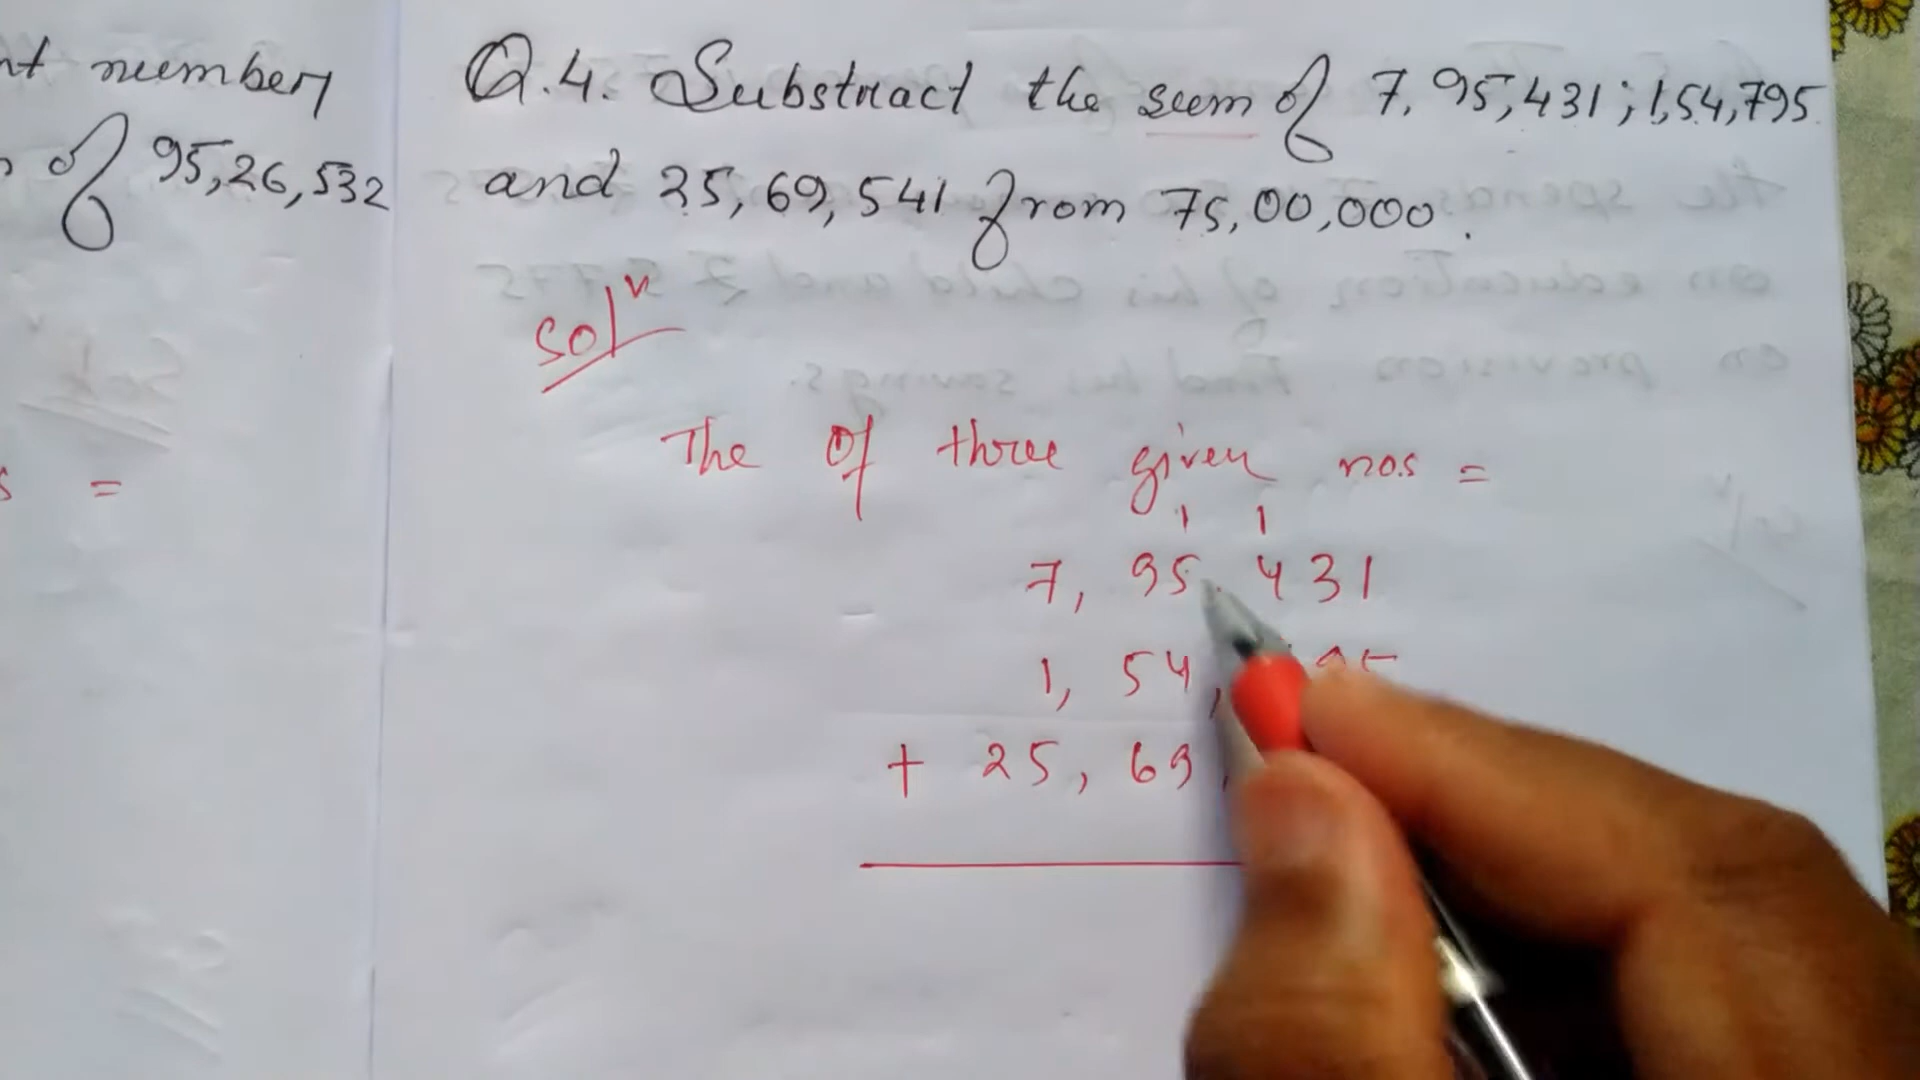 nt number
of 95,26,532
s =
Q.4. Substract the sum of 7,95,431; 1,54,795
and 25,69,541 from 75,00,000.
Solⁿ
The of three given nos =
1 1
7, 95, 431
1, 54, 95
+ 25, 69,